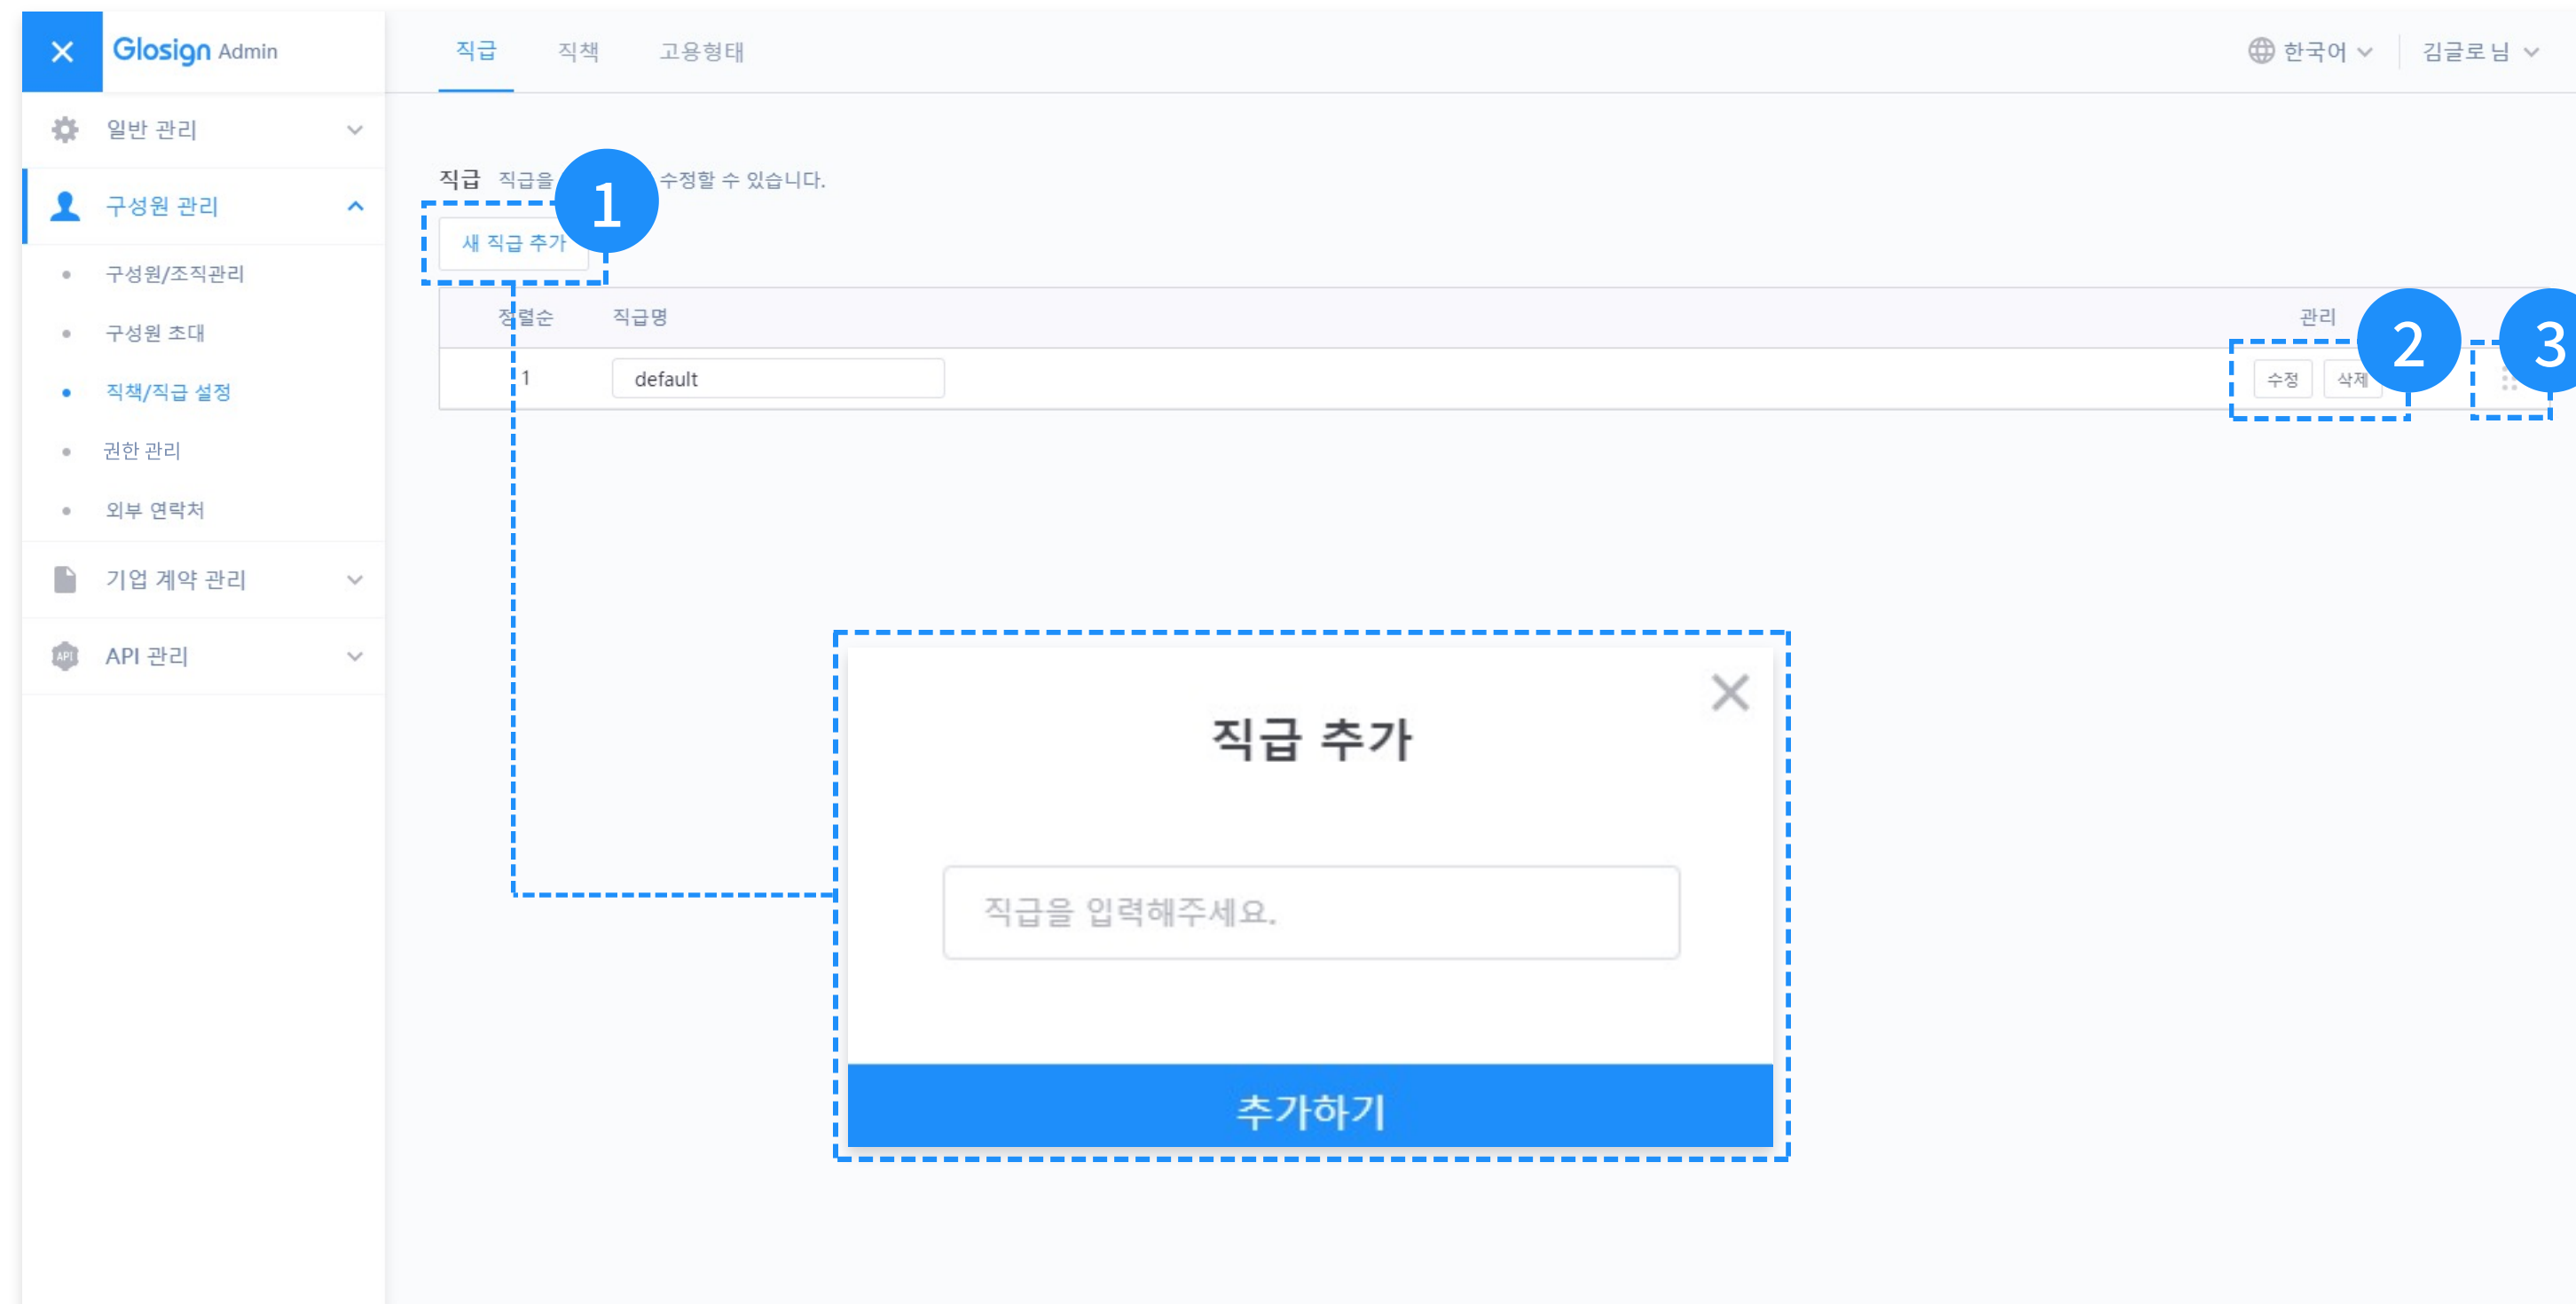 Glosign Admin
직급 직책 고용형태
한국어
김글로 님
일반 관리
구성원 관리
구성원/조직관리
구성원 초대
직책/직급 설정
권한 관리
외부 연락처
기업 계약 관리
API
API 관리
직급 직급을 수정할 수 있습니다.
1
새 직급 추가
정렬순 직급명 관리
2
3
1 default 수정 삭제
직급 추가
직급을 입력해주세요.
추가하기